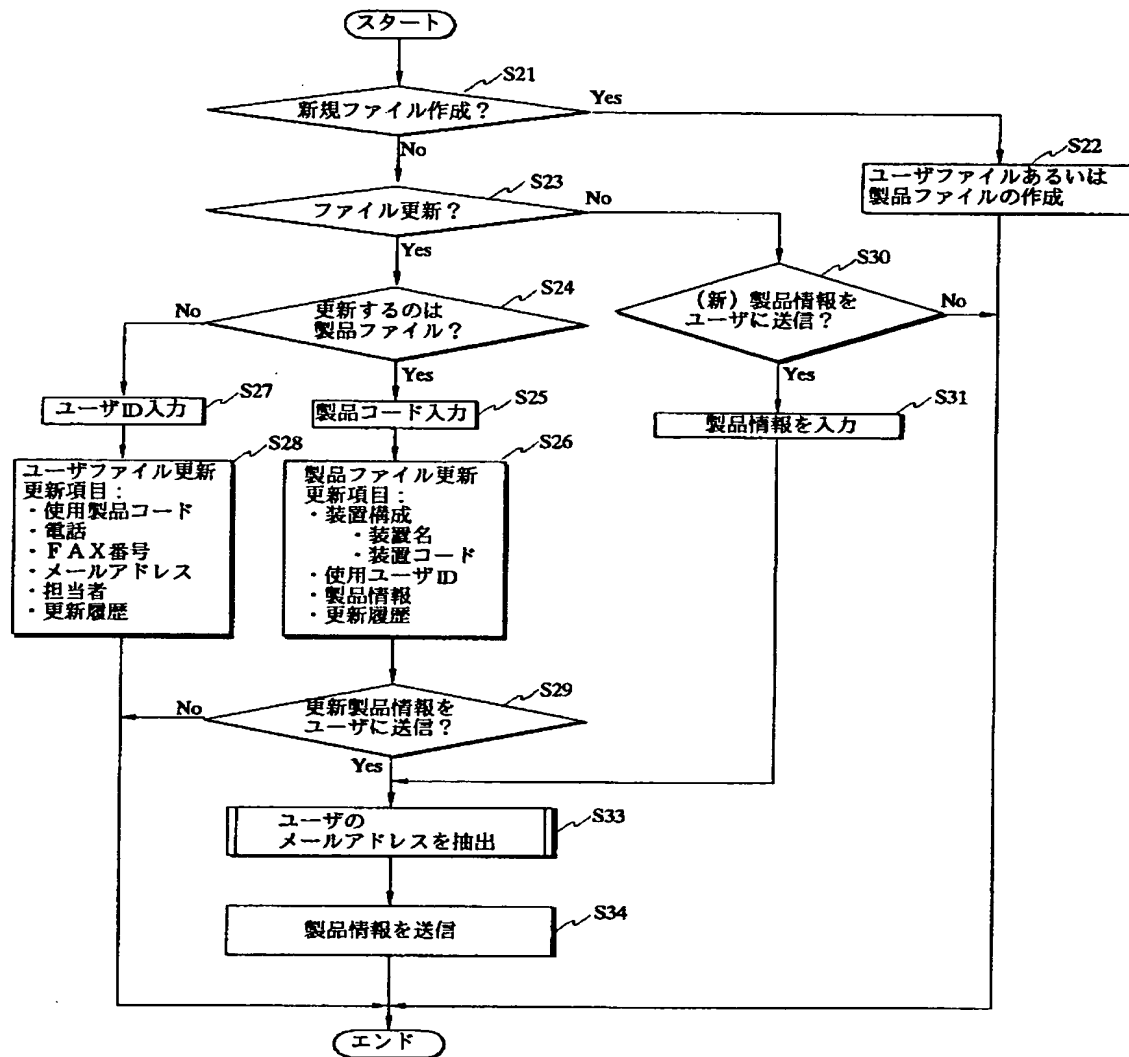 スタート
S21
新規ファイル作成？
Yes
No
S22
ユーザファイルあるいは
製品ファイルの作成
S23
ファイル更新？
No
Yes
S30
（新）製品情報を
ユーザに送信？
No
Yes
S24
更新するのは
製品ファイル？
No
Yes
S27
ユーザID入力
S25
製品コード入力
S31
製品情報を入力
S28
ユーザファイル更新
更新項目：
・使用製品コード
・電話
・ＦＡＸ番号
・メールアドレス
・担当者
・更新履歴
S26
製品ファイル更新
更新項目：
・装置構成
・装置名
・装置コード
・使用ユーザID
・製品情報
・更新履歴
S29
更新製品情報を
ユーザに送信？
No
Yes
S33
ユーザの
メールアドレスを抽出
S34
製品情報を送信
エンド